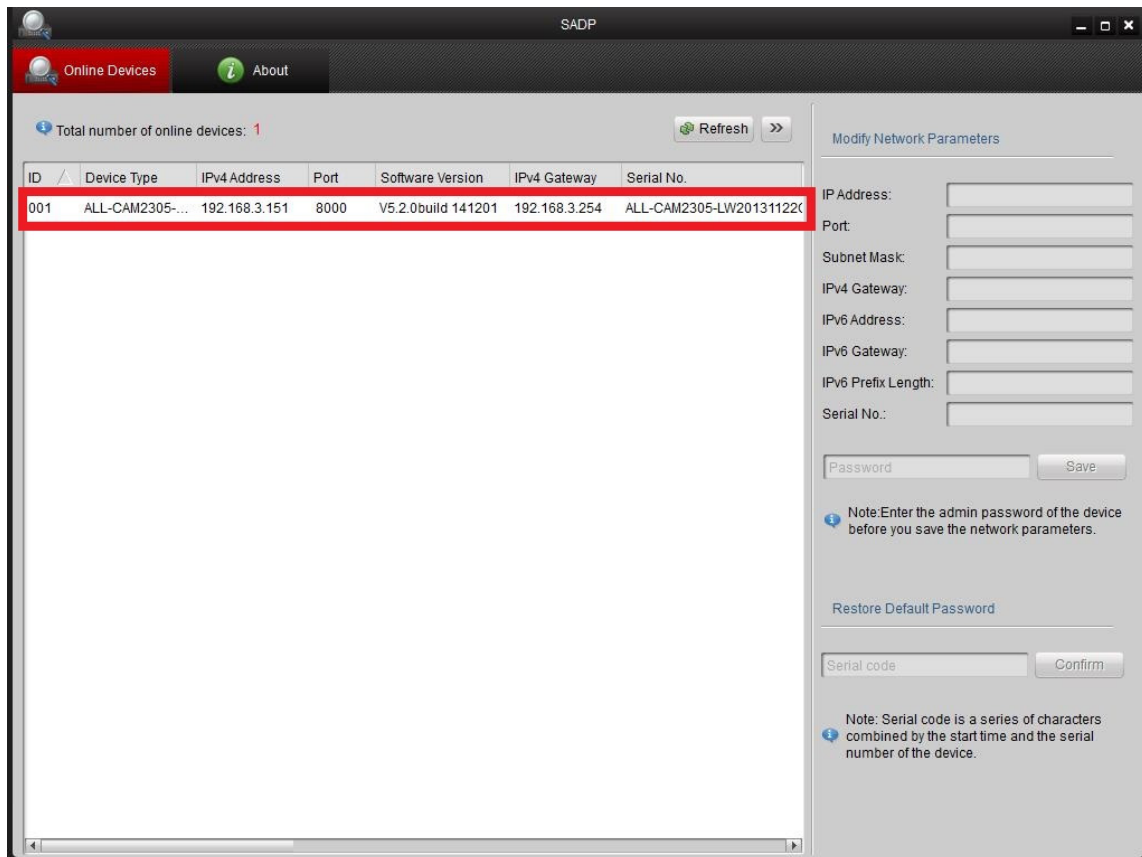 SADP
Online Devices
About
Total number of online devices: 1
Refresh
ID Device Type IPv4 Address Port Software Version IPv4 Gateway Serial No.
001 ALL-CAM2305-... 192.168.3.151 8000 V5.2.0build 141201 192.168.3.254 ALL-CAM2305-LW20131122
Modify Network Parameters
IP Address:
Port:
Subnet Mask:
IPv4 Gateway:
IPv6 Address:
IPv6 Gateway:
IPv6 Prefix Length:
Serial No.:
Password
Save
Note:Enter the admin password of the device
before you save the network parameters.
Restore Default Password
Serial code
Confirm
Note: Serial code is a series of characters
combined by the start time and the serial
number of the device.